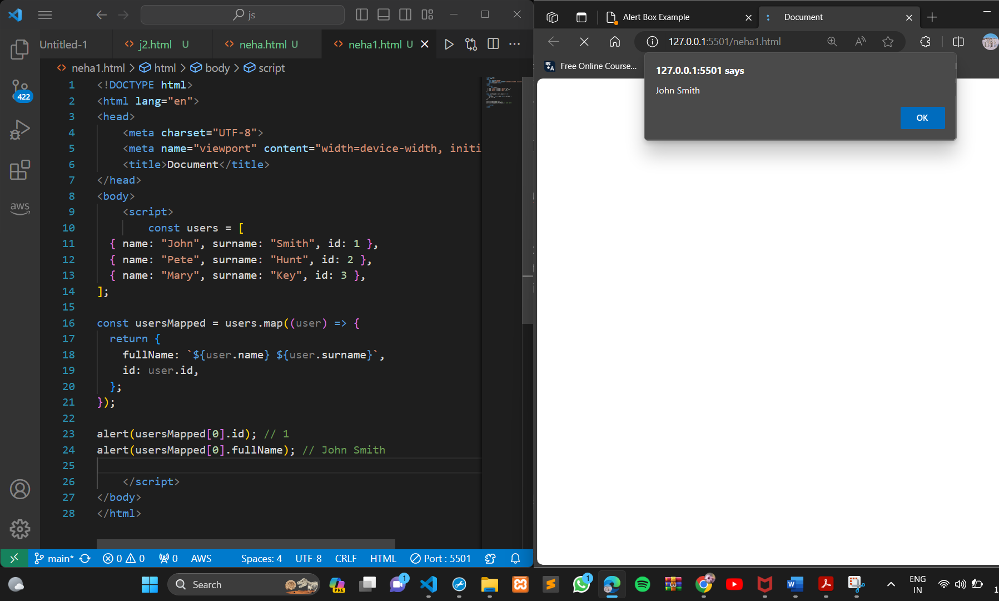 js
Untitled-1
j2.html U
neha.html U
neha1.html U
neha1.html > html > body > script
422
aws
1 <!DOCTYPE html>
2 <html lang="en">
3 <head>
4 <meta charset="UTF-8">
5 <meta name="viewport" content="width=device-width, initi
6 <title>Document</title>
7 </head>
8 <body>
9 <script>
10 const users = [
11 { name: "John", surname: "Smith", id: 1 },
12 { name: "Pete", surname: "Hunt", id: 2 },
13 { name: "Mary", surname: "Key", id: 3 },
14 ];
15
16 const usersMapped = users.map((user) => {
17 return {
18 fullName: `${user.name} ${user.surname}`,
19 id: user.id,
20 };
21 });
22
23 alert(usersMapped[0].id); // 1
24 alert(usersMapped[0].fullName); // John Smith
25
26 </script>
27 </body>
28 </html>
main* 0 0 0 AWS Spaces: 4 UTF-8 CRLF HTML Port : 5501
Alert Box Example
Document
127.0.0.1:5501/neha1.html
Free Online Course...
127.0.0.1:5501 says
John Smith
OK
Search
PRE
1
1
ENG
IN
1